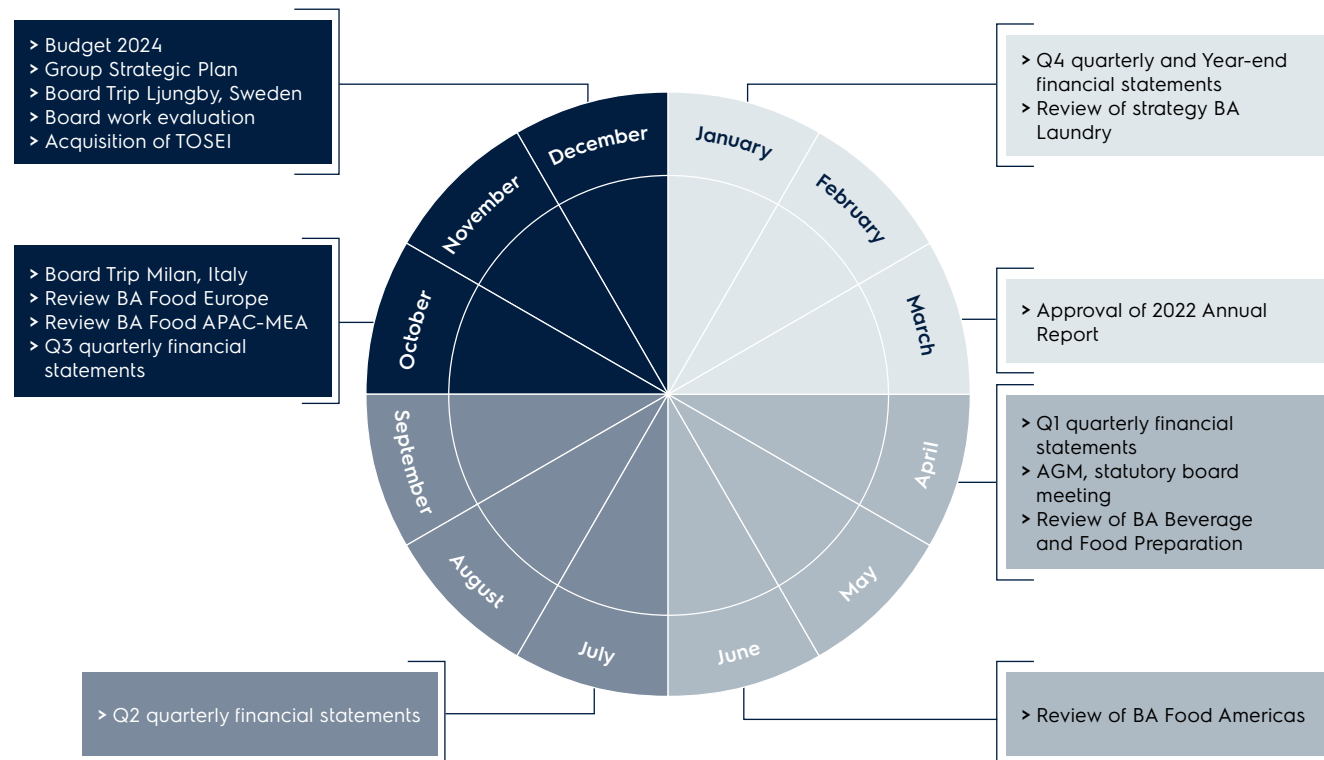 > Budget 2024
> Group Strategic Plan
> Board Trip Ljungby, Sweden
> Board work evaluation
> Acquisition of TOSEI
> Q4 quarterly and Year-end
financial statements
> Review of strategy BA
Laundry
December
January
November
February
> Board Trip Milan, Italy
> Review BA Food Europe
> Review BA Food APAC-MEA
> Q3 quarterly financial
statements
October
March
> Approval of 2022 Annual
Report
September
April
> Q1 quarterly financial
statements
> AGM, statutory board
meeting
> Review of BA Beverage
and Food Preparation
August
May
July
June
> Q2 quarterly financial statements
> Review of BA Food Americas